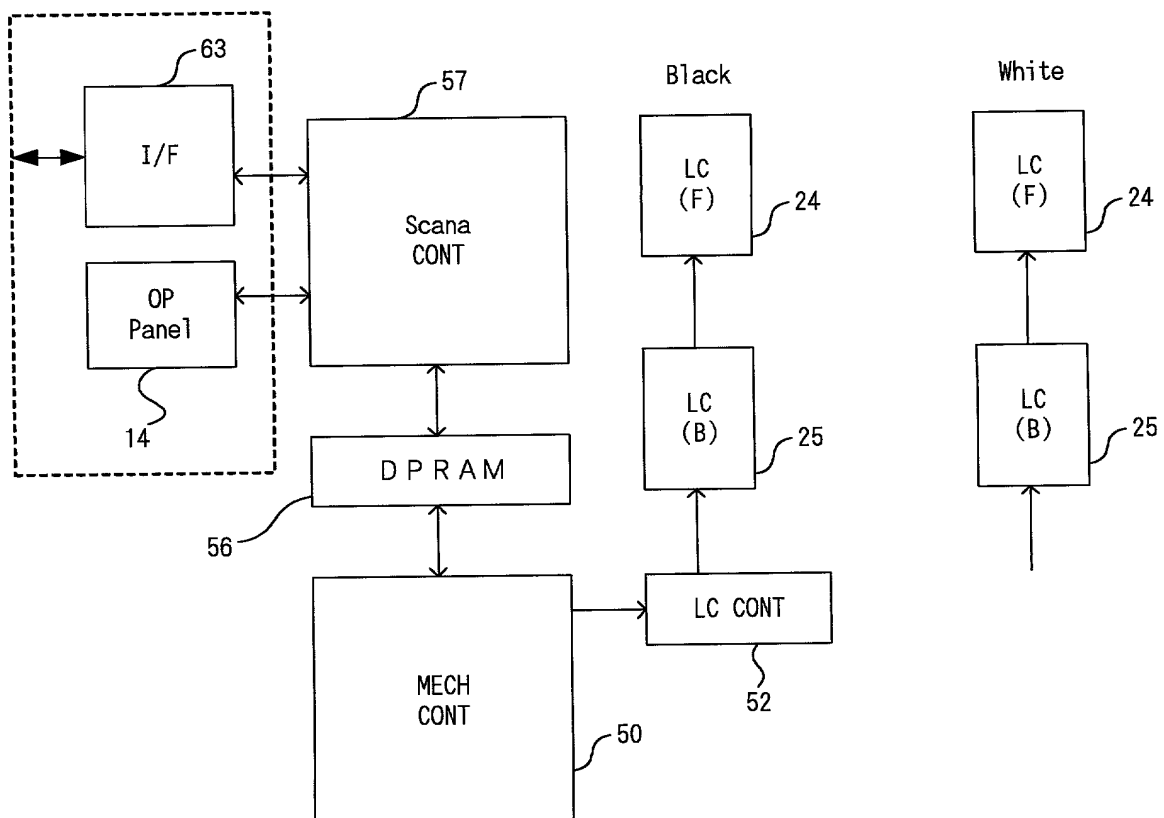 63
I/F
OP
Panel
14
57
Scana
CONT
DPRAM
56
MECH
CONT
50
Black
LC
(F)
24
LC
(B)
25
LC CONT
52
White
LC
(F)
24
LC
(B)
25